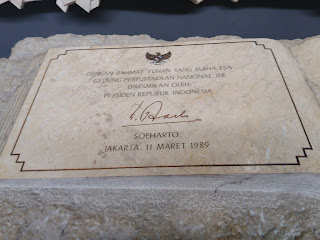 DENGAN RAHMAT TUHAN YANG MAHA ESA
GEDUNG PERPUSTAKAAN NASIONAL INI
DIRESMIKAN OLEH:
PRESIDEN REPUBLIK INDONESIA
SOEHARTO
JAKARTA, 11 MARET 1989